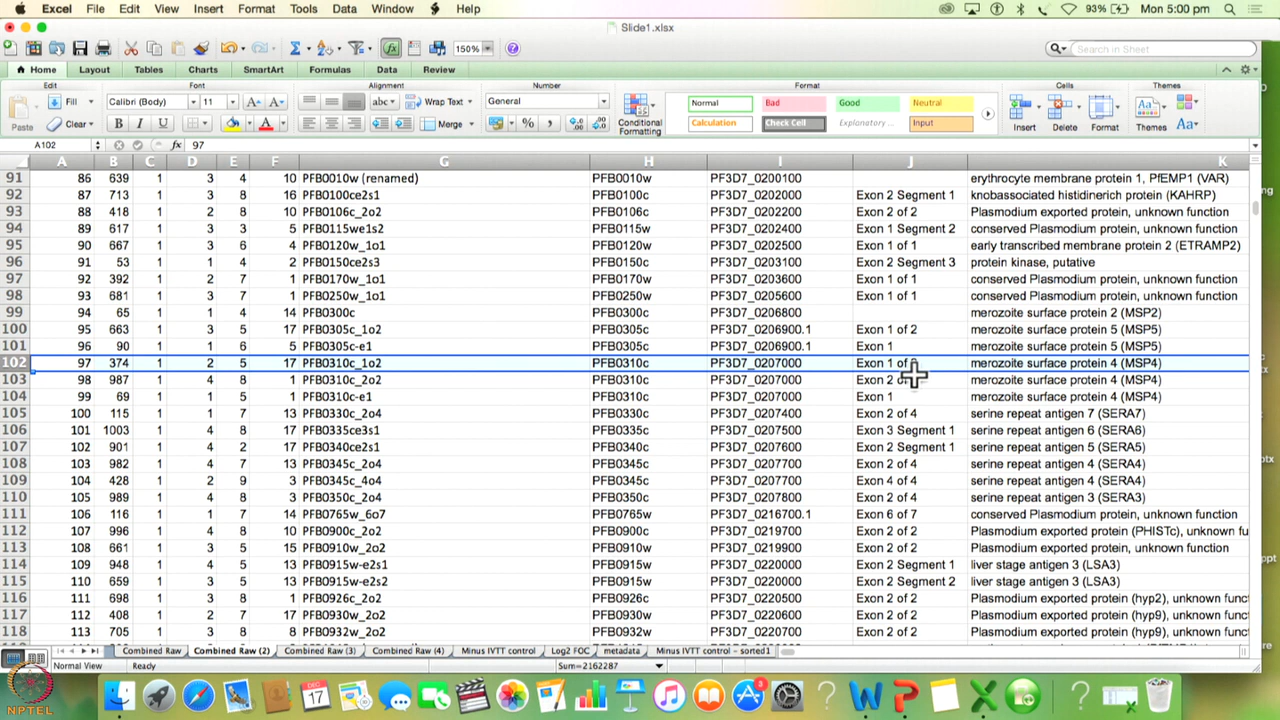 Excel File Edit View Insert Format Tools Data Window Help 93% Mon 5:00 pm
Slide1.xlsx
150% Search in Sheet
Home Layout Tables Charts SmartArt Formulas Data Review
Edit Font Alignment Number Format Cells Themes
Fill Calibri (Body) 11 abc Wrap Text General Normal Bad Good Neutral
Paste Clear B I U Merge % Conditional Formatting Calculation Check Cell Explanatory ... Input Insert Delete Format Themes Aa
A102 fx 97
A B C D E F G H I J K
91 86 639 1 3 4 10 PFB0010w (renamed) PFB0010w PF3D7_0200100 erythrocyte membrane protein 1, PfEMP1 (VAR)
92 87 713 1 3 8 16 PFB0100ce2s1 PFB0100c PF3D7_0202000 Exon 2 Segment 1 knobassociated histidinerich protein (KAHRP)
93 88 418 1 2 8 10 PFB0106c_2o2 PFB0106c PF3D7_0202200 Exon 2 of 2 Plasmodium exported protein, unknown function
94 89 617 1 3 3 5 PFB0115we1s2 PFB0115w PF3D7_0202400 Exon 1 Segment 2 conserved Plasmodium protein, unknown function
95 90 667 1 3 6 4 PFB0120w_1o1 PFB0120w PF3D7_0202500 Exon 1 of 1 early transcribed membrane protein 2 (ETRAMP2)
96 91 53 1 1 4 2 PFB0150ce2s3 PFB0150c PF3D7_0203100 Exon 2 Segment 3 protein kinase, putative
97 92 392 1 2 7 1 PFB0170w_1o1 PFB0170w PF3D7_0203600 Exon 1 of 1 conserved Plasmodium protein, unknown function
98 93 681 1 3 7 1 PFB0250w_1o1 PFB0250w PF3D7_0205600 Exon 1 of 1 conserved Plasmodium protein, unknown function
99 94 65 1 1 4 14 PFB0300c PFB0300c PF3D7_0206800 merozoite surface protein 2 (MSP2)
100 95 663 1 3 5 17 PFB0305c_1o2 PFB0305c PF3D7_0206900.1 Exon 1 of 2 merozoite surface protein 5 (MSP5)
101 96 90 1 1 6 5 PFB0305c-e1 PFB0305c PF3D7_0206900.1 Exon 1 merozoite surface protein 5 (MSP5)
102 97 374 1 2 5 17 PFB0310c_1o2 PFB0310c PF3D7_0207000 Exon 1 of merozoite surface protein 4 (MSP4)
103 98 987 1 4 8 1 PFB0310c_2o2 PFB0310c PF3D7_0207000 Exon 2 merozoite surface protein 4 (MSP4)
104 99 69 1 1 5 1 PFB0310c-e1 PFB0310c PF3D7_0207000 Exon 1 merozoite surface protein 4 (MSP4)
105 100 115 1 1 7 13 PFB0330c_2o4 PFB0330c PF3D7_0207400 Exon 2 of 4 serine repeat antigen 7 (SERA7)
106 101 1003 1 4 8 17 PFB0335ce3s1 PFB0335c PF3D7_0207500 Exon 3 Segment 1 serine repeat antigen 6 (SERA6)
107 102 901 1 4 2 17 PFB0340ce2s1 PFB0340c PF3D7_0207600 Exon 2 Segment 1 serine repeat antigen 5 (SERA5)
108 103 982 1 4 7 13 PFB0345c_2o4 PFB0345c PF3D7_0207700 Exon 2 of 4 serine repeat antigen 4 (SERA4)
109 104 428 1 2 9 3 PFB0345c_4o4 PFB0345c PF3D7_0207700 Exon 4 of 4 serine repeat antigen 4 (SERA4)
110 105 989 1 4 8 3 PFB0350c_2o4 PFB0350c PF3D7_0207800 Exon 2 of 4 serine repeat antigen 3 (SERA3)
111 106 116 1 1 7 14 PFB0765w_6o7 PFB0765w PF3D7_0216700.1 Exon 6 of 7 conserved Plasmodium protein, unknown function
112 107 996 1 4 8 10 PFB0900c_2o2 PFB0900c PF3D7_0219700 Exon 2 of 2 Plasmodium exported protein (PHISTc), unknown fu
113 108 661 1 3 5 15 PFB0910w_2o2 PFB0910w PF3D7_0219900 Exon 2 of 2 Plasmodium exported protein, unknown function
114 109 948 1 4 5 13 PFB0915w-e2s1 PFB0915w PF3D7_0220000 Exon 2 Segment 1 liver stage antigen 3 (LSA3)
115 110 659 1 3 5 13 PFB0915w-e2s2 PFB0915w PF3D7_0220000 Exon 2 Segment 2 liver stage antigen 3 (LSA3)
116 111 698 1 3 8 1 PFB0926c_2o2 PFB0926c PF3D7_0220500 Exon 2 of 2 Plasmodium exported protein (hyp2), unknown funct
117 112 408 1 2 7 17 PFB0930w_2o2 PFB0930w PF3D7_0220600 Exon 2 of 2 Plasmodium exported protein (hyp9), unknown funct
118 113 705 1 3 8 8 PFB0932w_2o2 PFB0932w PF3D7_0220700 Exon 2 of 2 Plasmodium exported protein (hyp9), unknown funct
Combined Raw Combined Raw (2) Combined Raw (3) Combined Raw (4) Minus IVTT control Log2 FOC metadata Minus IVTT control - sorred1
Normal View Ready Sum=2162287
DEC 17
NPTEL